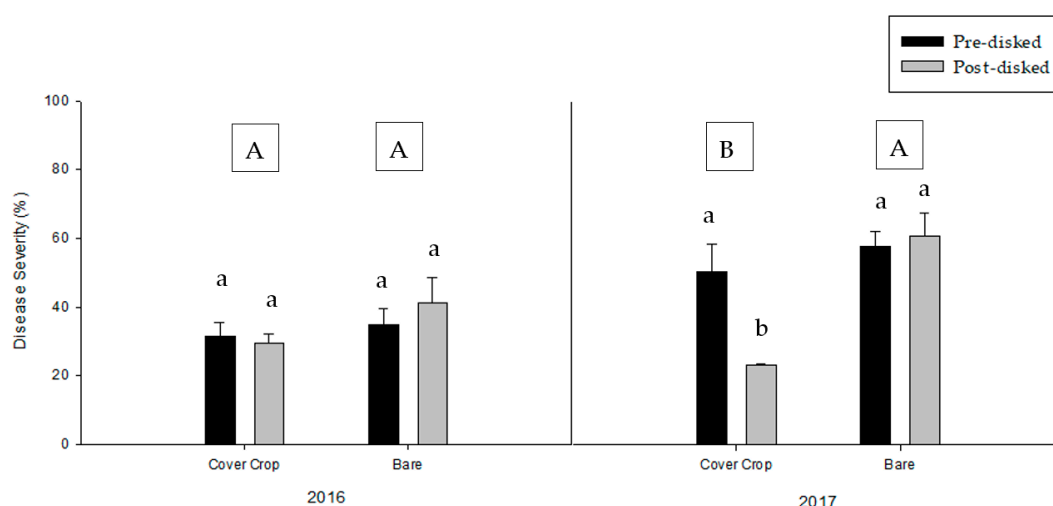 Pre-disked
Post-disked
100
80
60
40
20
0
Disease Severity (%)
A
A
B
A
a
a
a
a
a
b
a
a
Cover Crop
Bare
Cover Crop
Bare
2016
2017